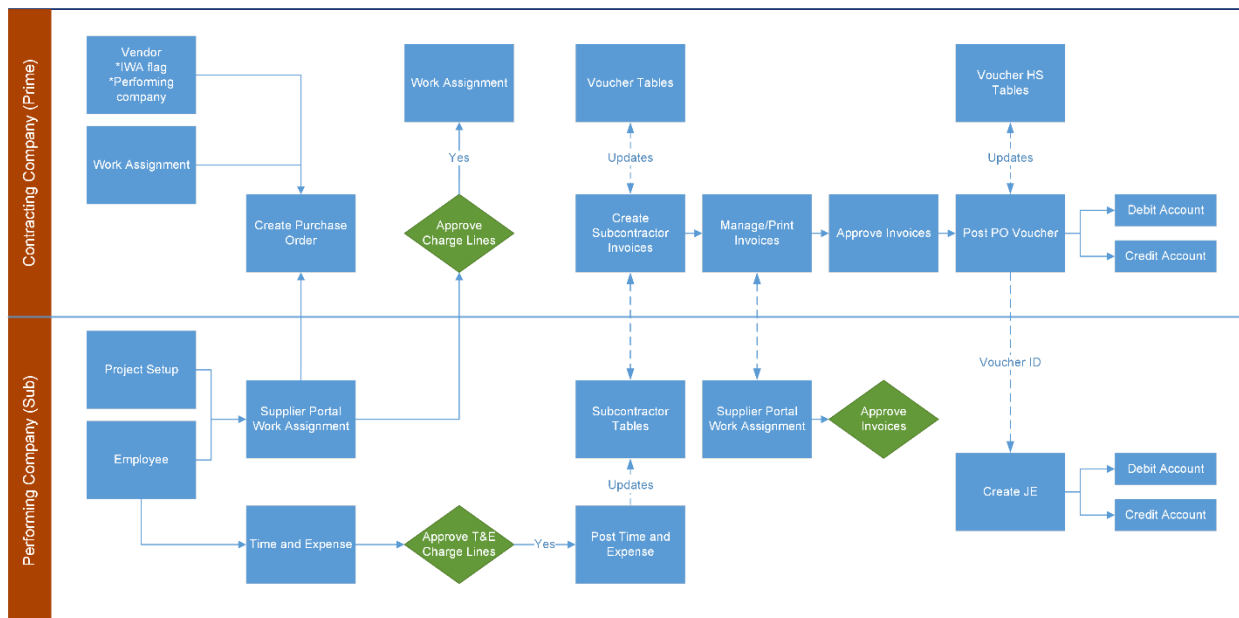 Contracting Company (Prime)
Vendor
*IWA flag
*Performing
company
Work Assignment
Create Purchase
Order
Work Assignment
Yes
Approve
Charge Lines
Voucher Tables
Updates
Create
Subcontractor
Invoices
Manage/Print
Invoices
Approve Invoices
Voucher HS
Tables
Updates
Post PO Voucher
Debit Account
Credit Account
Performing Company (Sub)
Project Setup
Employee
Supplier Portal
Work Assignment
Time and Expense
Approve T&E
Charge Lines
Yes
Subcontractor
Tables
Updates
Post Time and
Expense
Supplier Portal
Work Assignment
Approve
Invoices
Voucher ID
Create JE
Debit Account
Credit Account